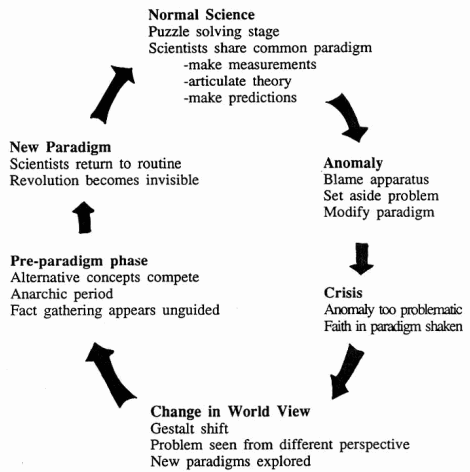 Normal Science
Puzzle solving stage
Scientists share common paradigm
-make measurements
-articulate theory
-make predictions
Anomaly
Blame apparatus
Set aside problem
Modify paradigm
Crisis
Anomaly too problematic
Faith in paradigm shaken
Change in World View
Gestalt shift
Problem seen from different perspective
New paradigms explored
Pre-paradigm phase
Alternative concepts compete
Anarchic period
Fact gathering appears unguided
New Paradigm
Scientists return to routine
Revolution becomes invisible